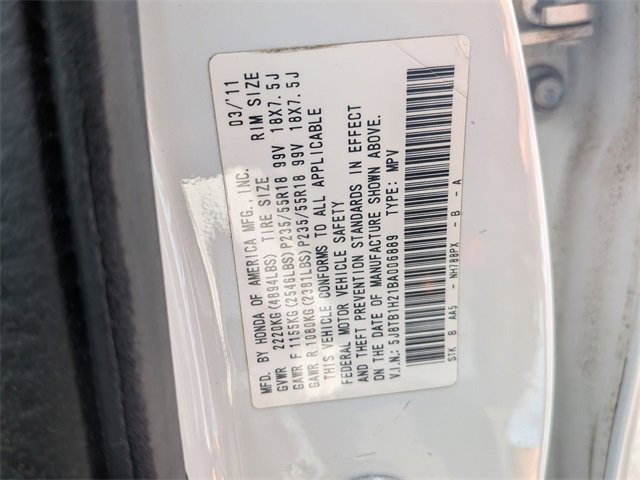 MFD. BY HONDA OF AMERICA MFG., INC. 03/'11
GVWR 2220KG(4894LBS) TIRE SIZE RIM SIZE
GAWR F 1155KG(2546LBS)P235/55R18 99V 18X7.5J
GAWR R 1080KG(2381LBS)P235/55R18 99V 18X7.5J
THIS VEHICLE CONFORMS TO ALL APPLICABLE
FEDERAL MOTOR VEHICLE SAFETY
AND THEFT PREVENTION STANDARDS IN EFFECT
ON THE DATE OF MANUFACTURE SHOWN ABOVE.
V.I.N.: 5J8TB1H21BA006889 TYPE: MPV
STK B AA5 - NH788PX - B - A